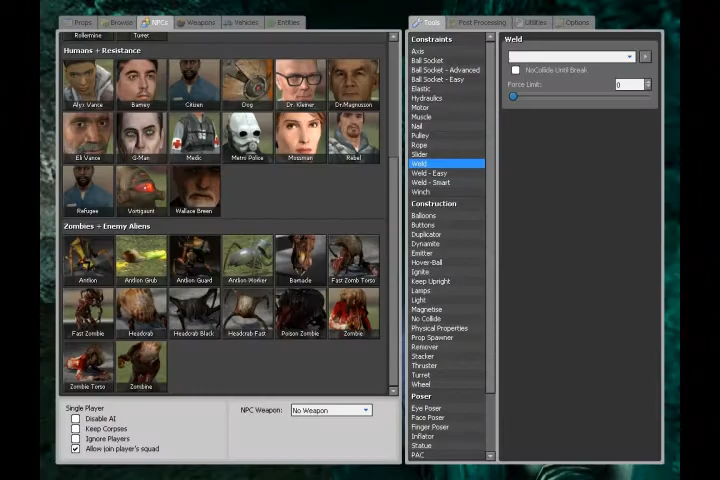 Props Browse NPCs Weapons Vehicles Entities
Rollermine Turret
Humans + Resistance
Alyx Vance Barney Citizen Dog Dr. Kleiner Dr.Magnusson
Eli Vance G-Man Medic Metro Police Mossman Rebel
Refugee Vortigaunt Wallace Breen
Zombies + Enemy Aliens
Antlion Antlion Grub Antlion Guard Antlion Worker Barnacle Fast Zomb Torso
Fast Zombie Headcrab Headcrab Black Headcrab Fast Poison Zombie Zombie
Zombie Torso Zombine
Single Player
Disable AI
Keep Corpses
Ignore Players
Allow join player's squad
NPC Weapon: No Weapon
Tools Post Processing Utilities Options
Constraints
Axis
Ball Socket
Ball Socket - Advanced
Ball Socket - Easy
Elastic
Hydraulics
Motor
Muscle
Nail
Pulley
Rope
Slider
Weld
Weld - Easy
Weld - Smart
Winch
Construction
Balloons
Buttons
Duplicator
Dynamite
Emitter
Hover-Ball
Ignite
Keep Upright
Lamps
Light
Magnetise
No Collide
Physical Properties
Prop Spawner
Remover
Stacker
Thruster
Turret
Wheel
Poser
Eye Poser
Face Poser
Finger Poser
Inflator
Statue
PAC
Weld
NoCollide Until Break
Force Limit: 0